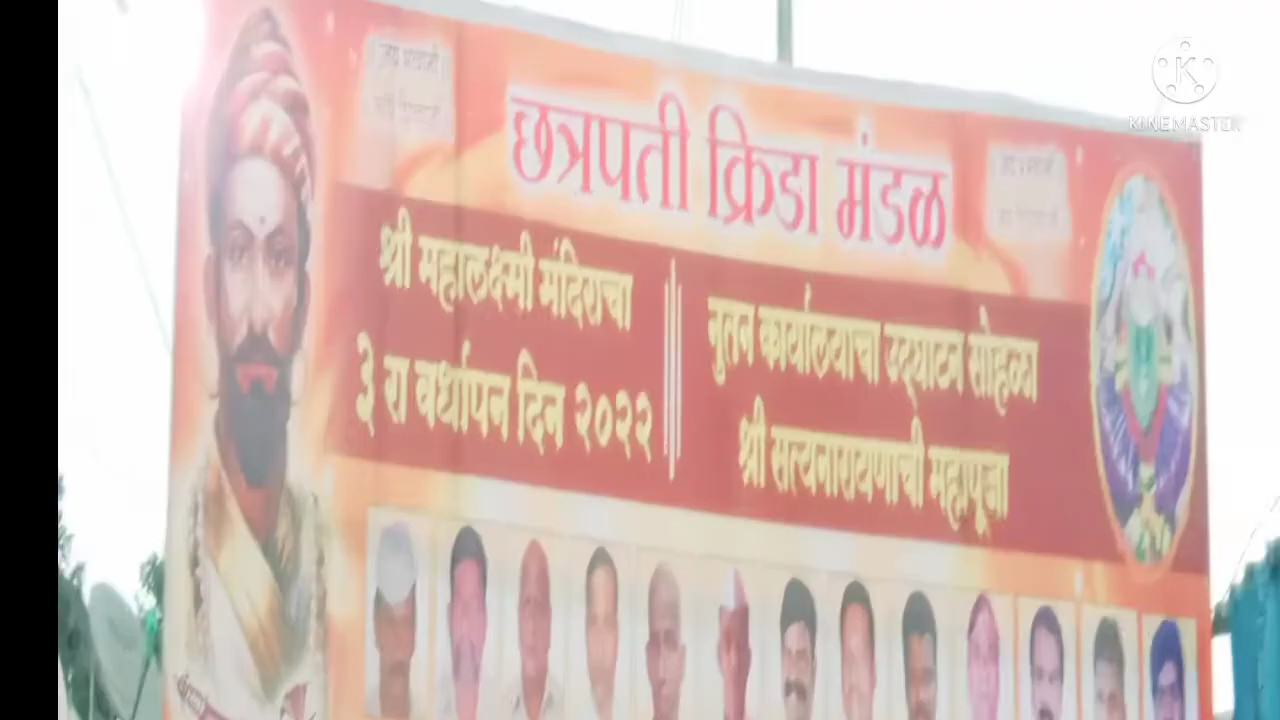 छत्रपती क्रिडा मंडळ
श्री महालक्ष्मी मंदिराचा
३ रा वर्धापन दिन २०२२
नुतन कार्यालयाचा उद्घाटन सोहळा
श्री सत्यनारायणाची महापूजा
KINEMASTER